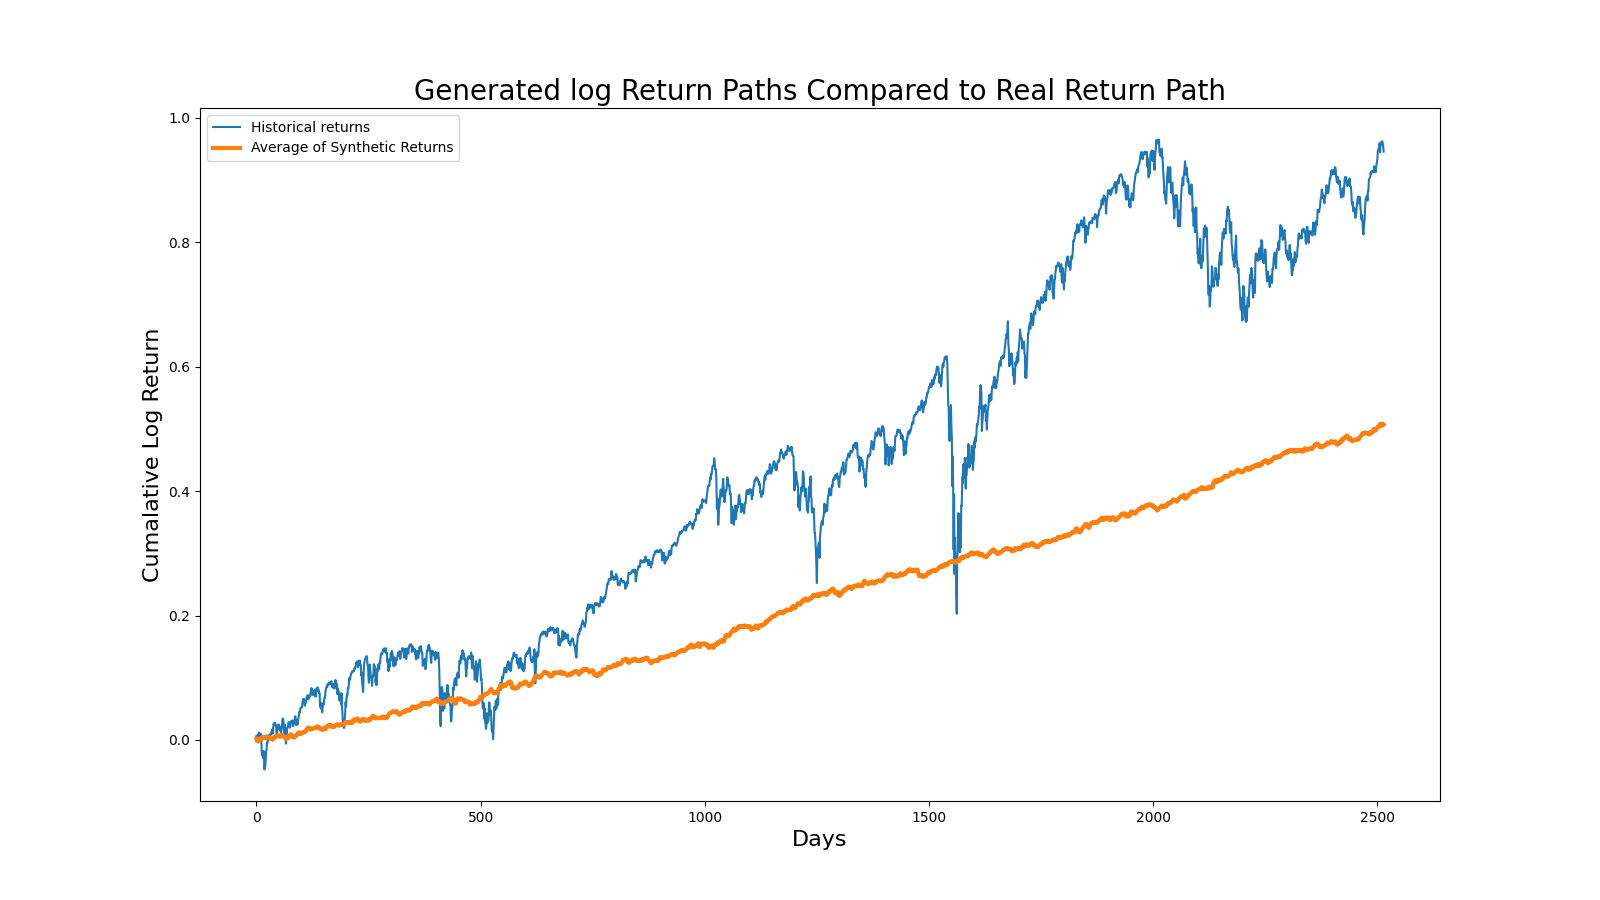 Generated log Return Paths Compared to Real Return Path
Historical returns
Average of Synthetic Returns
1.0
0.8
0.6
0.4
0.2
0.0
Cumalative Log Return
0 500 1000 1500 2000 2500
Days